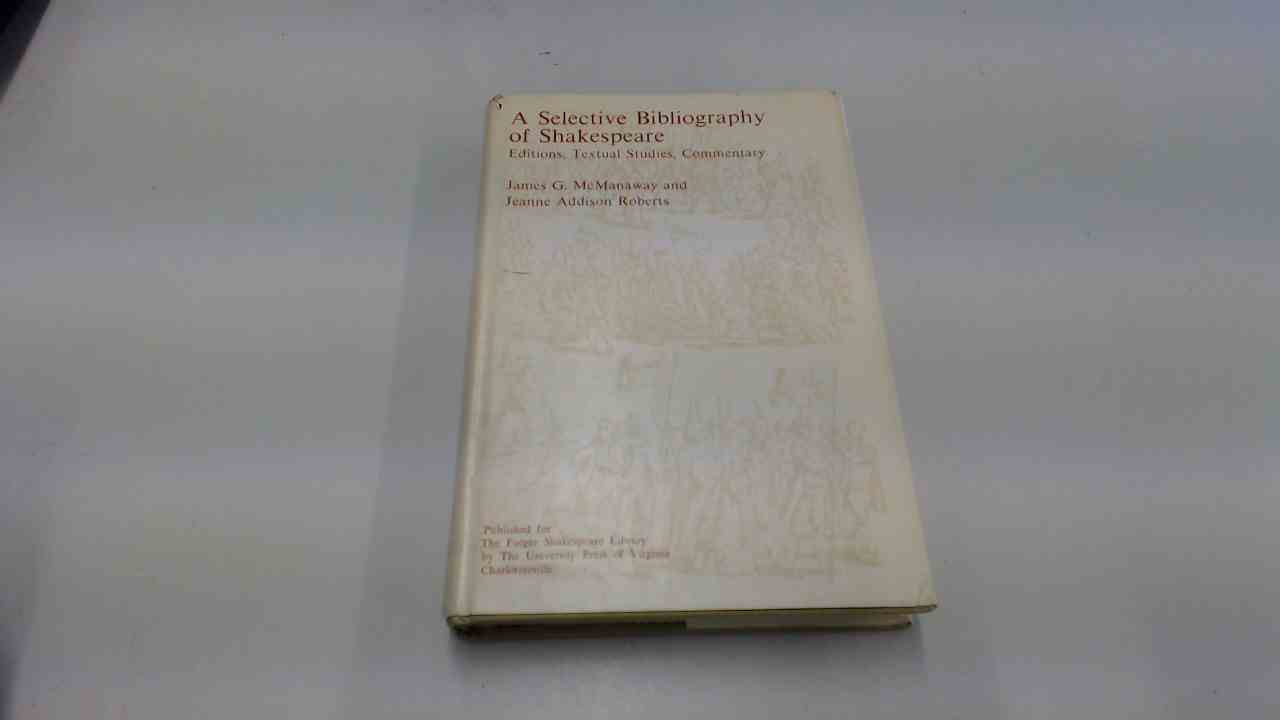 A Selective Bibliography
of Shakespeare
Editions, Textual Studies, Commentary
James G. McManaway and
Jeanne Addison Roberts
Published for
The Folger Shakespeare Library
by The University Press of Virginia
Charlottesville